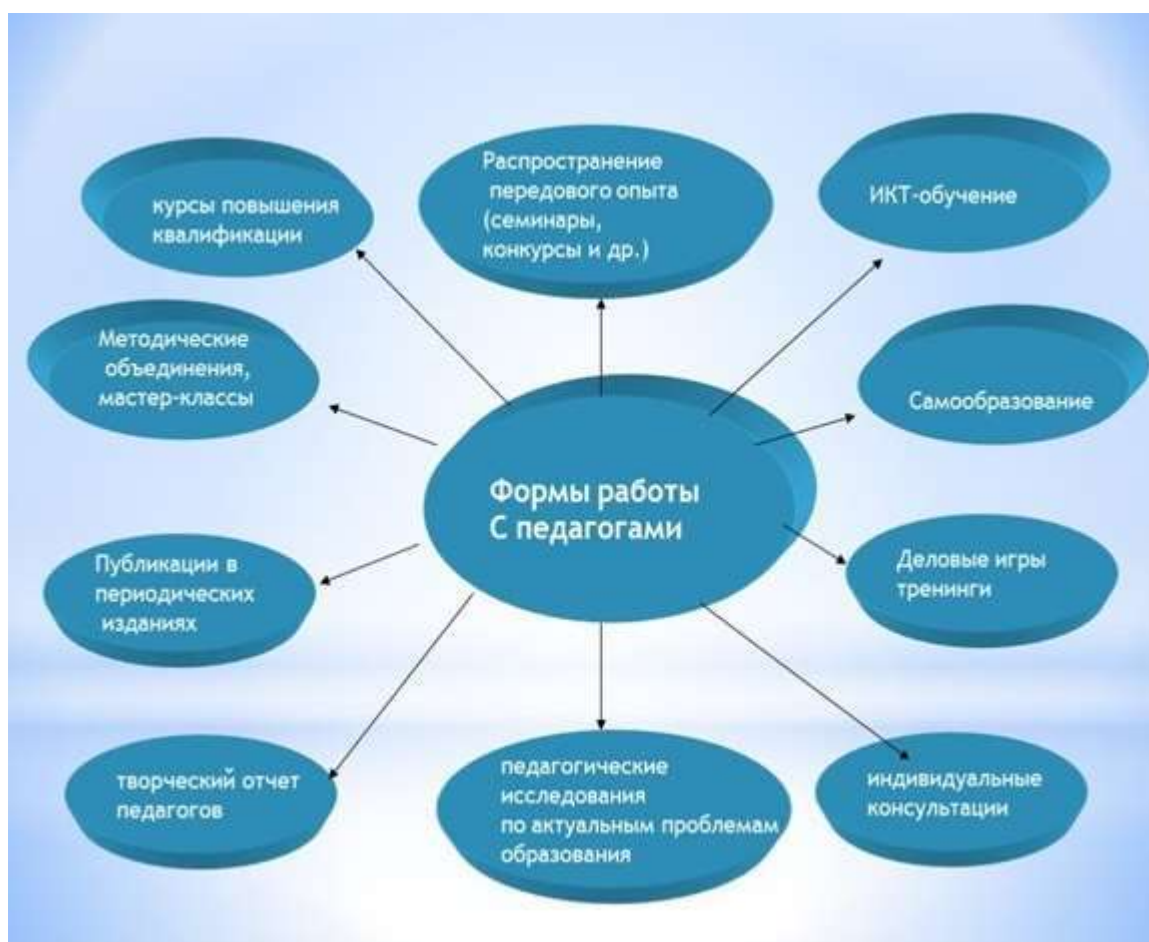 Распространение
передового опыта
(семинары,
конкурсы и др.)
курсы повышения
квалификации
ИКТ-обучение
Методические
объединения,
мастер-классы
Самообразование
Формы работы
С педагогами
Публикации в
периодических
изданиях
Деловые игры
тренинги
творческий отчет
педагогов
педагогические
исследования
по актуальным проблемам
образования
индивидуальные
консультации